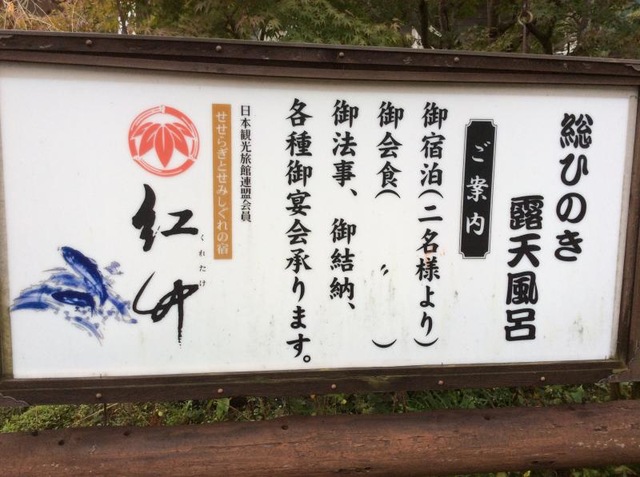 総ひのき
露天風呂
ご案内
御宿泊（二名様より）
御会食（　〃　）
御法事、御結納、
各種御宴会承ります。
日本観光旅館連盟会員
せせらぎとせみしぐれの宿
紅竹
くれたけ